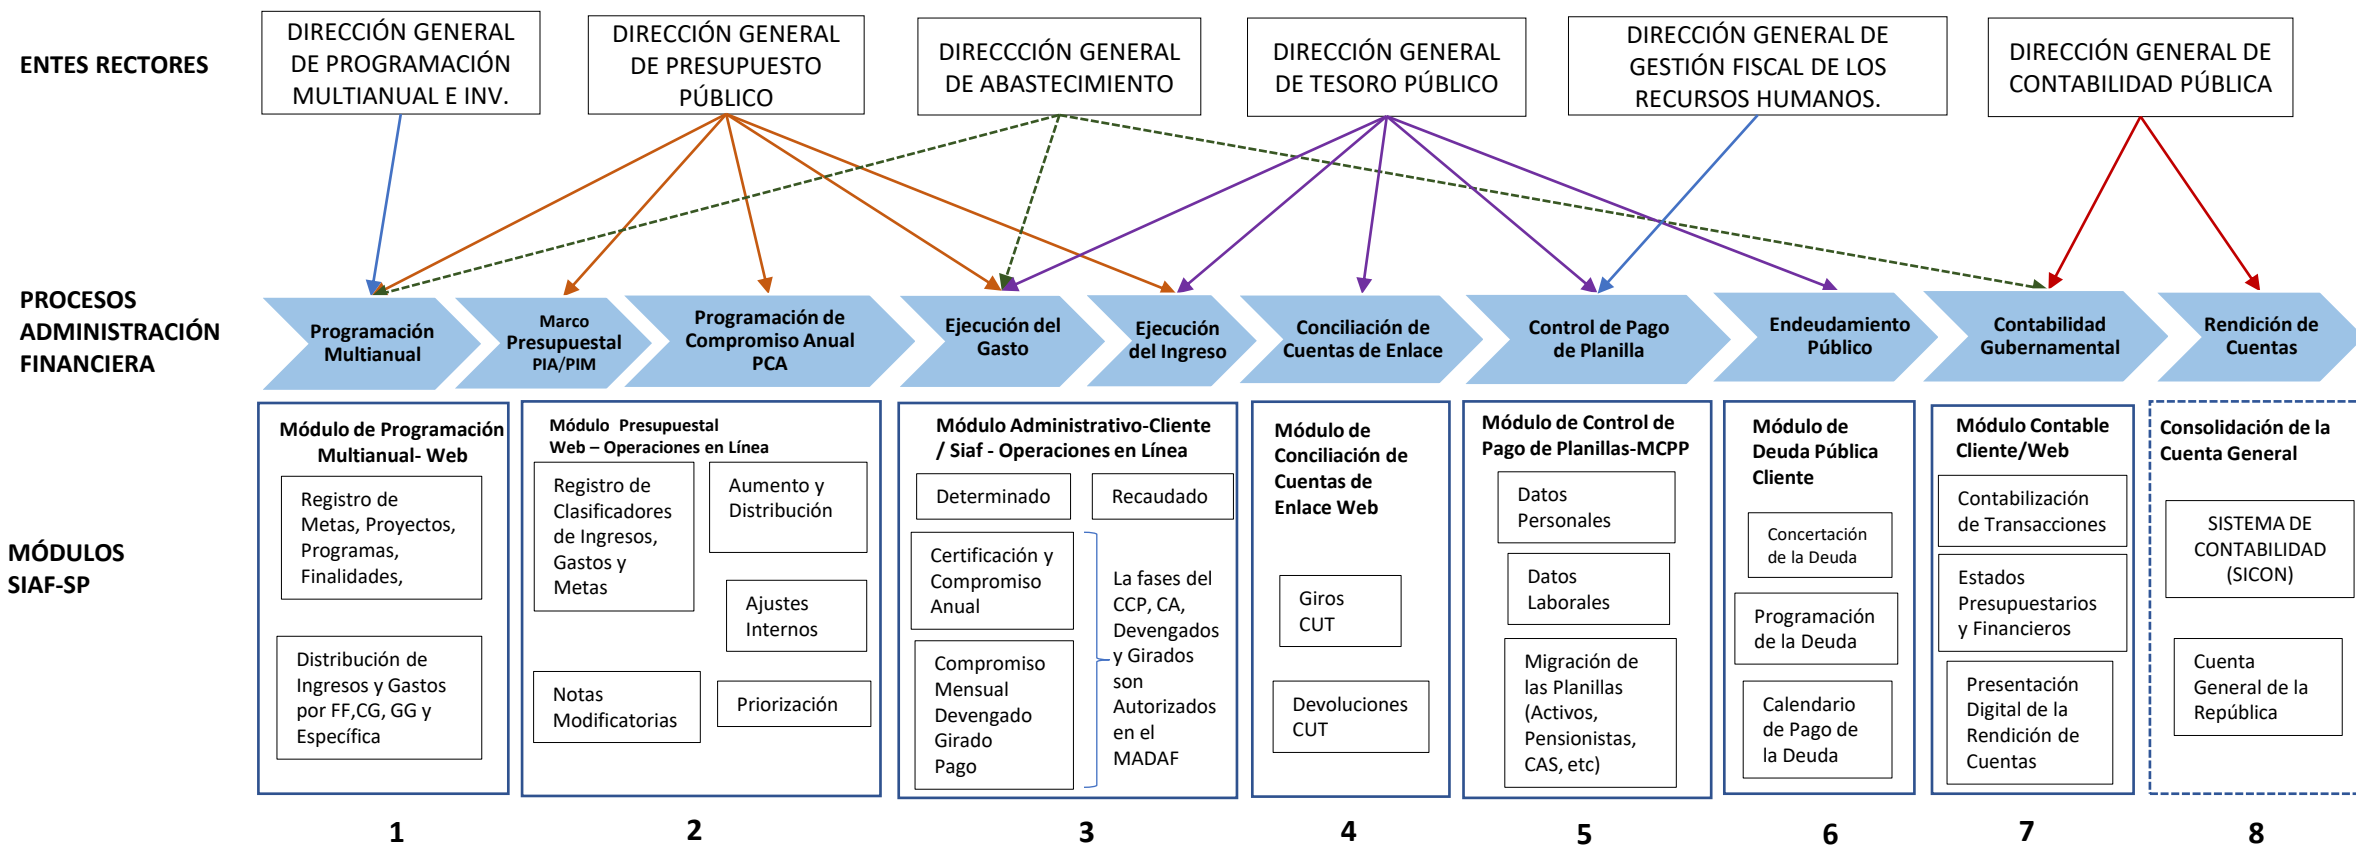 ENTES RECTORES
DIRECCIÓN GENERAL
DE PROGRAMACIÓN
MULTIANUAL E INV.
DIRECCIÓN GENERAL
DE PRESUPUESTO
PÚBLICO
DIRECCCIÓN GENERAL
DE ABASTECIMIENTO
DIRECCIÓN GENERAL
DE TESORO PÚBLICO
DIRECCIÓN GENERAL DE
GESTIÓN FISCAL DE LOS
RECURSOS HUMANOS.
DIRECCIÓN GENERAL DE
CONTABILIDAD PÚBLICA
PROCESOS
ADMINISTRACIÓN
FINANCIERA
Programación
Multianual
Marco
Presupuestal
PIA/PIM
Programación de
Compromiso Anual
PCA
Ejecución del
Gasto
Ejecución
del Ingreso
Conciliación de
Cuentas de Enlace
Control de Pago
de Planilla
Endeudamiento
Público
Contabilidad
Gubernamental
Rendición de
Cuentas
MÓDULOS
SIAF-SP
Módulo de Programación
Multianual- Web
Registro de
Metas, Proyectos,
Programas,
Finalidades,
Distribución de
Ingresos y Gastos
por FF,CG, GG y
Específica
Módulo Presupuestal
Web – Operaciones en Línea
Registro de
Clasificadores
de Ingresos,
Gastos y
Metas
Aumento y
Distribución
Ajustes
Internos
Notas
Modificatorias
Priorización
Módulo Administrativo-Cliente
/ Siaf - Operaciones en Línea
Determinado
Recaudado
Certificación y
Compromiso
Anual
Compromiso
Mensual
Devengado
Girado
Pago
La fases del
CCP, CA,
Devengados
y Girados
son
Autorizados
en el
MADAF
Módulo de
Conciliación de
Cuentas de
Enlace Web
Giros
CUT
Devoluciones
CUT
Módulo de Control de
Pago de Planillas-MCPP
Datos
Personales
Datos
Laborales
Migración de
las Planillas
(Activos,
Pensionistas,
CAS, etc)
Módulo de
Deuda Pública
Cliente
Concertación
de la Deuda
Programación
de la Deuda
Calendario
de Pago de
la Deuda
Módulo Contable
Cliente/Web
Contabilización
de Transacciones
Estados
Presupuestarios
y Financieros
Presentación
Digital de la
Rendición de
Cuentas
Consolidación de la
Cuenta General
SISTEMA DE
CONTABILIDAD
(SICON)
Cuenta
General de la
República
1
2
3
4
5
6
7
8